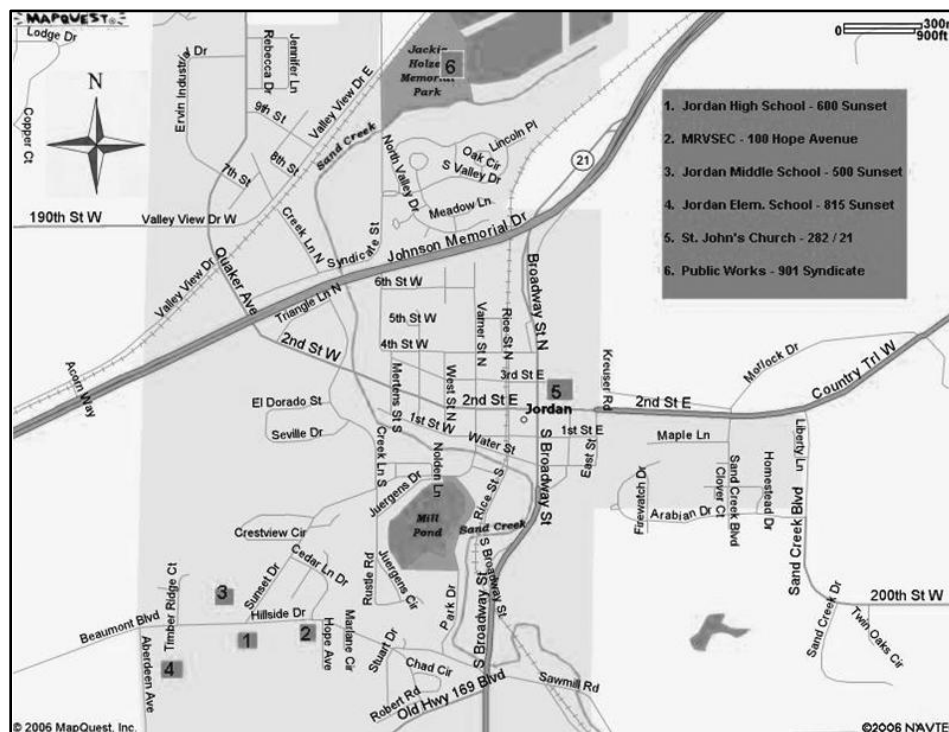 MAPQUEST
Lodge Dr
Copper Ct
N
Ervin Industrial Dr
Rebecca Dr
Jennifer Ln
9th St
8th St
7th St
Valley View Dr E
Sand Creek
Jackie
Memorial
Park
6
North Valley Dr
Oak Cir
Lincoln Pl
S Valley Dr
Meadow Ln
21
0
300m
900ft
1. Jordan High School - 600 Sunset
2. MRVSEC - 100 Hope Avenue
3. Jordan Middle School - 500 Sunset
4. Jordan Elem. School - 815 Sunset
5. St. John's Church - 282 / 21
6. Public Works - 901 Syndicate
190th St W
Valley View Dr W
Creek Ln N
Syndicate St
Johnson Memorial Dr
Valley View Dr
Quaker Ave
Triangle Ln N
6th St W
5th St W
4th St W
Varner St N
Rice St N
Broadway St N
2nd St W
Mertens St S
West St N
3rd St E
5
Kreuser Rd
Morlock Dr
Country Trl W
Acorn Way
2nd St E
Jordan
2nd St E
El Dorado St
Seville Dr
1st St W
Water St
1st St E
East St
S Broadway St
Maple Ln
Liberty Ln
Creek Ln S
Nolden Ln
Juergens Dr
Rice St S
Firewatch Dr
Arabian Dr
Clover Ct
Sand Creek Blvd
Homestead Dr
Sand Creek Blvd
Mill
Pond
Sand Creek
Crestview Cir
Cedar Ln Dr
Sunset Dr
Rustle Rd
Juergens Cir
Park Dr
S Broadway St
S Broadway St
3
Timber Ridge Ct
Hillside Dr
Beaumont Blvd
Aberdeen Ave
1
2
4
Hope Ave
Marlane Cir
Stuart Dr
Chad Cir
Robert Rd
Old Hwy 169 Blvd
Sawmill Rd
200th St W
Sand Creek Dr
Twin Oaks Cir
© 2006 MapQuest, Inc.
©2006 NAVTE